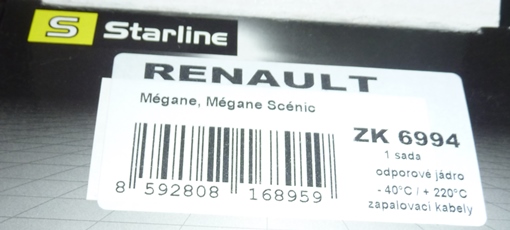 S Starline
RENAULT
Mégane, Mégane Scénic
ZK 6994
1 sada
odporové jádro
- 40°C / + 220°C
zapalovací kabely
8 592808 168959